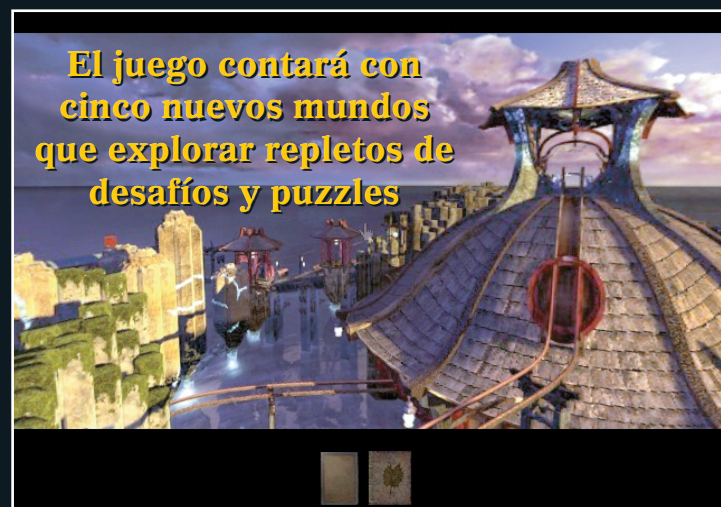 El juego contará con
cinco nuevos mundos
que explorar repletos de
desafíos y puzzles